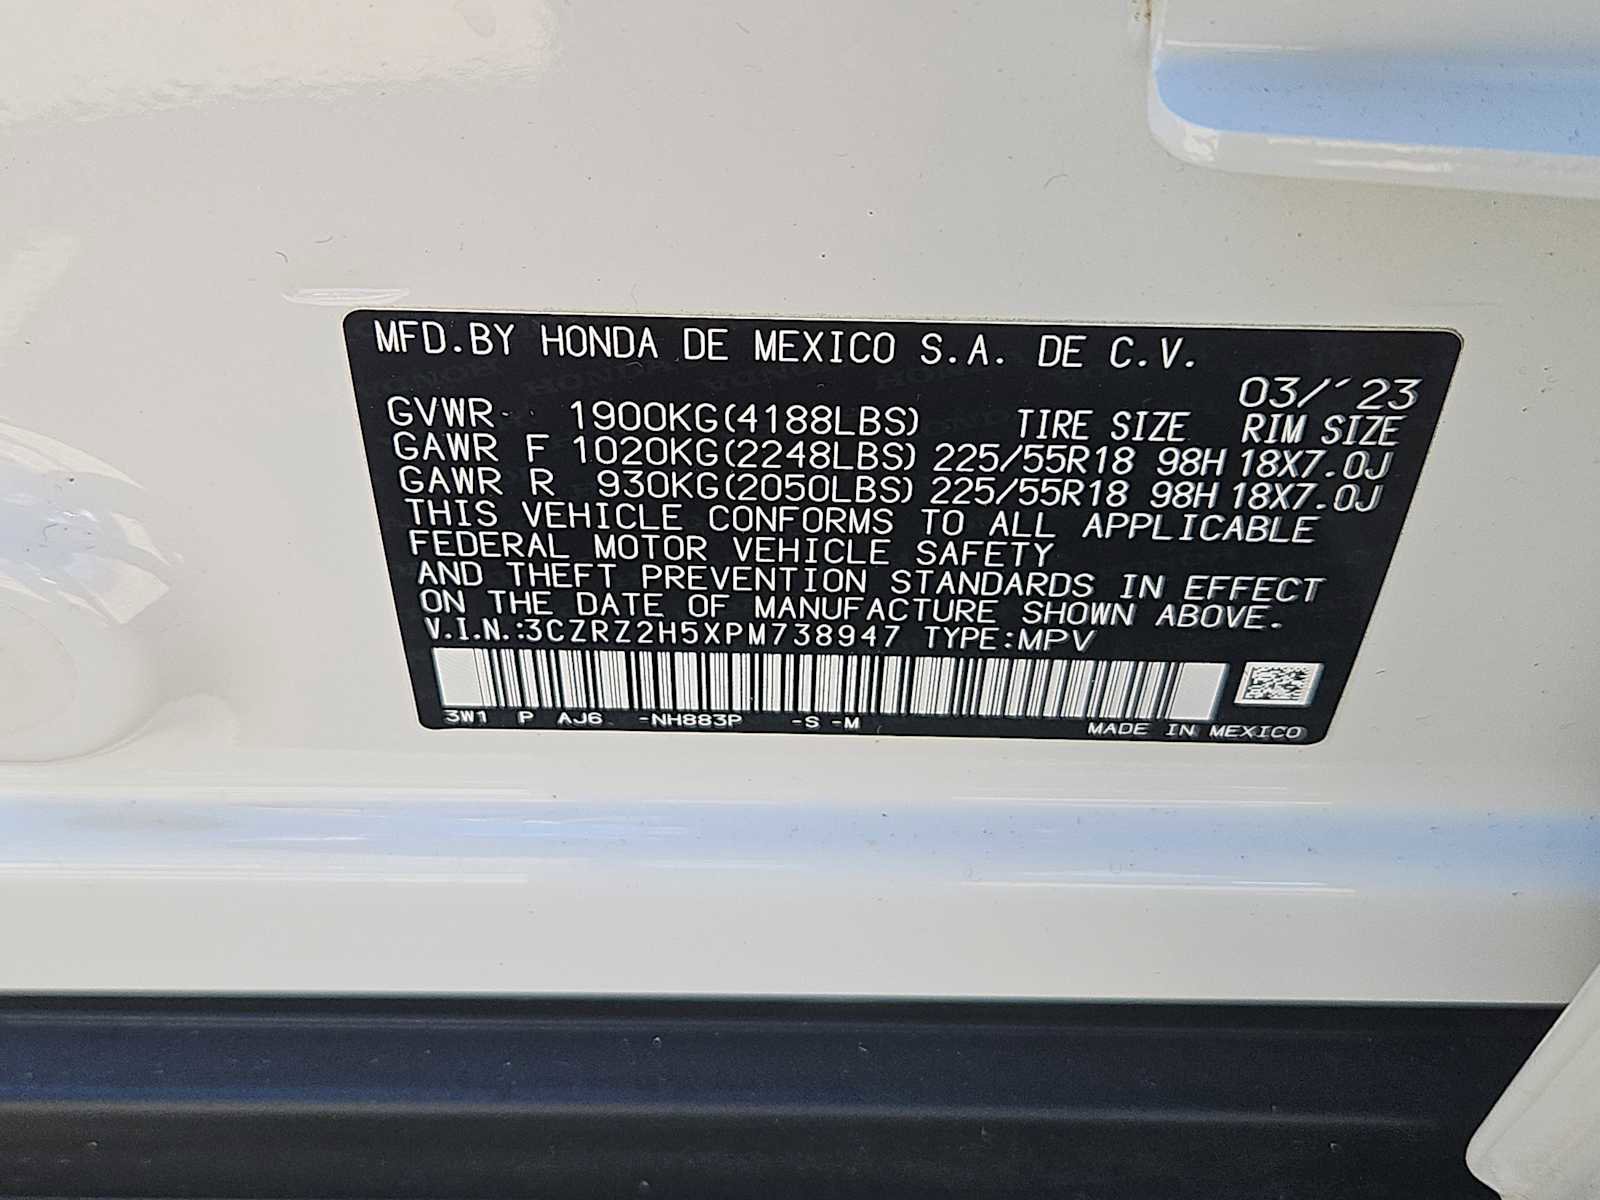 MFD.BY HONDA DE MEXICO S.A. DE C.V.
03/'23
GVWR 1900KG(4188LBS) TIRE SIZE RIM SIZE
GAWR F 1020KG(2248LBS) 225/55R18 98H 18X7.0J
GAWR R 930KG(2050LBS) 225/55R18 98H 18X7.0J
THIS VEHICLE CONFORMS TO ALL APPLICABLE
FEDERAL MOTOR VEHICLE SAFETY
AND THEFT PREVENTION STANDARDS IN EFFECT
ON THE DATE OF MANUFACTURE SHOWN ABOVE.
V.I.N.:3CZRZ2H5XPM738947 TYPE:MPV
3W1 P AJ6 -NH883P -S -M MADE IN MEXICO